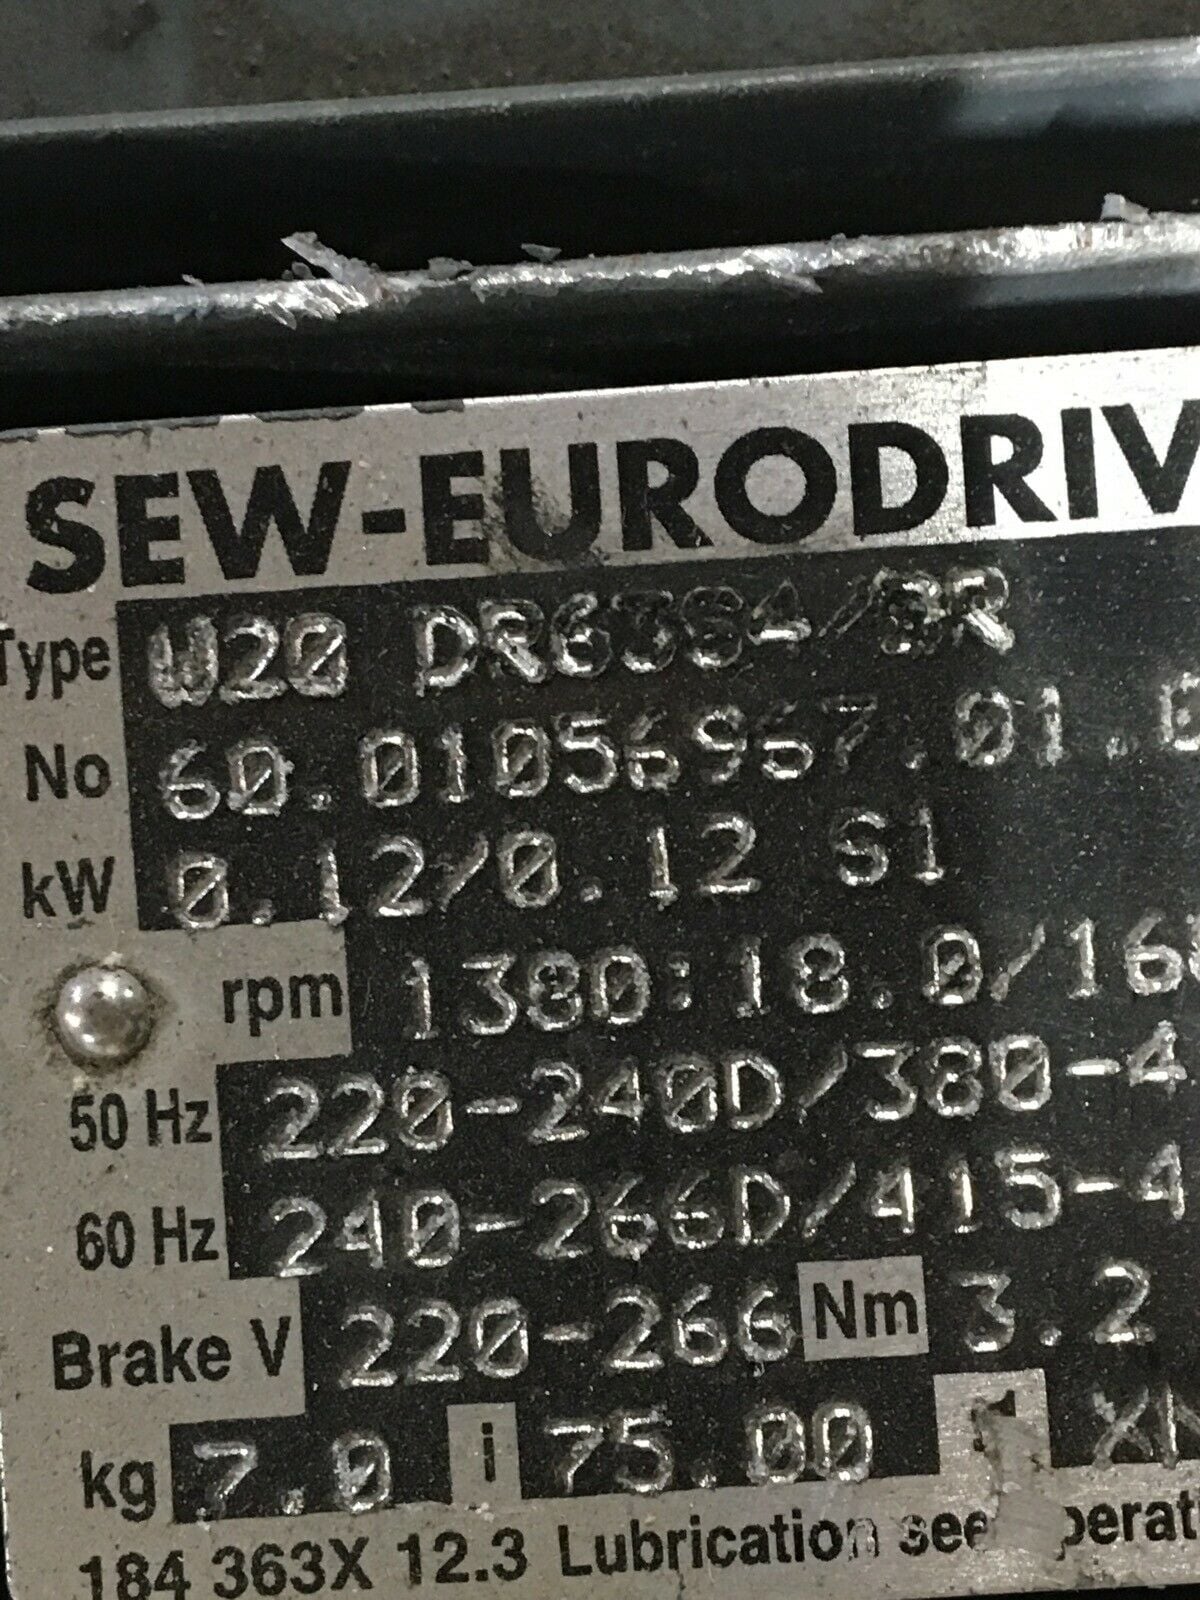 SEW-EURODRIV
Type W20 DR63S4/BR
No 60.01056967.01.0
kW 0.12/0.12 S1
rpm 1380:18.0/16
50 Hz 220-240D/380-4
60 Hz 240-266D/415-4
Brake V 220-266 Nm 3.2
kg 7.0 i 75.00
184 363X 12.3 Lubrication see